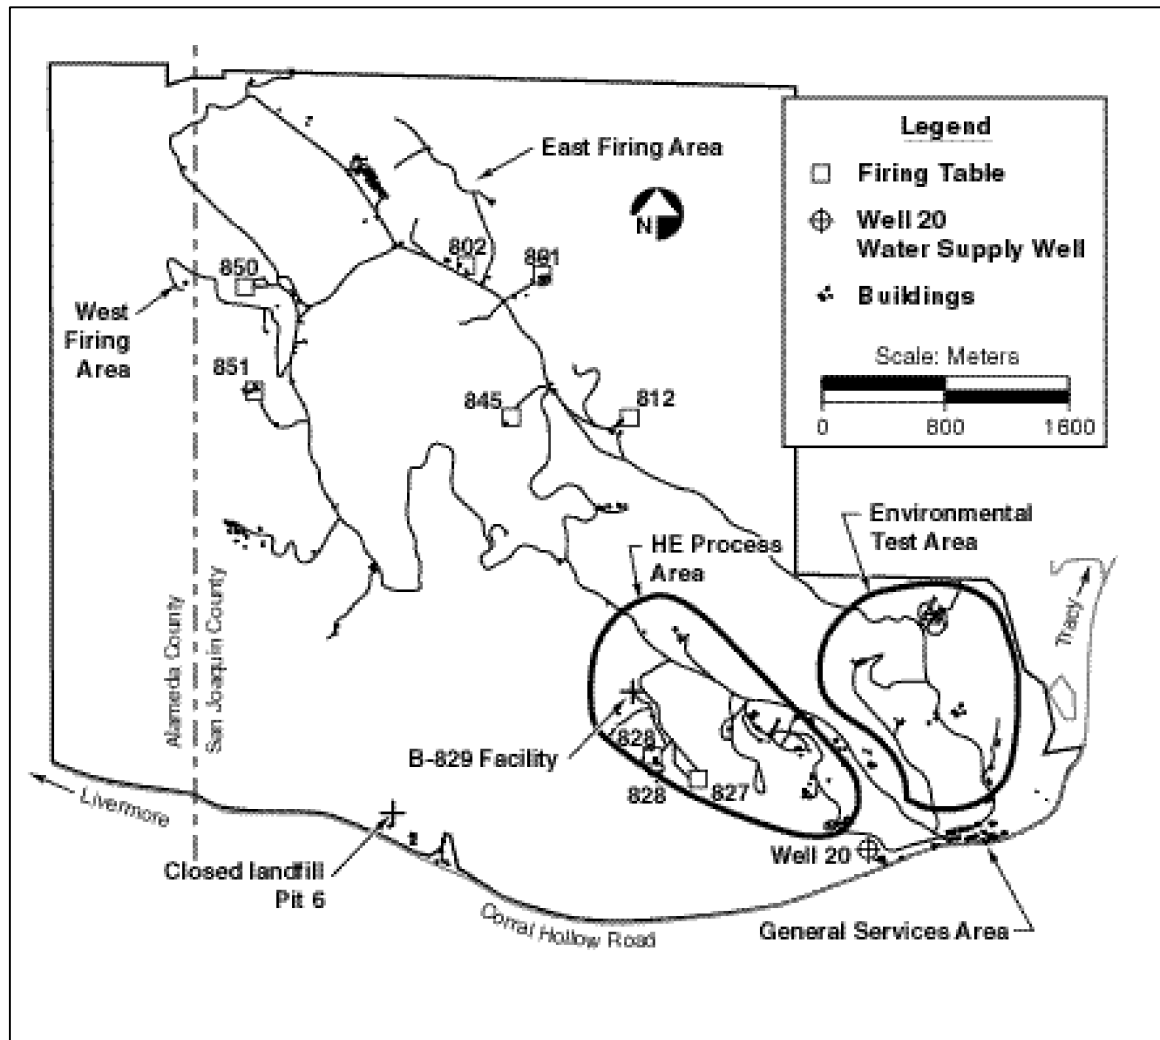 Legend
Firing Table
Well 20
Water Supply Well
Buildings
Scale: Meters
0 800 1600
East Firing Area
N
802
801
850
West
Firing
Area
851
845
812
Environmental
Test Area
HE Process
Area
Tracy
Alameda County
San Joaquin County
B-829 Facility
828
828
827
Livermore
Well 20
Closed landfill
Pit 6
Corral Hollow Road
General Services Area